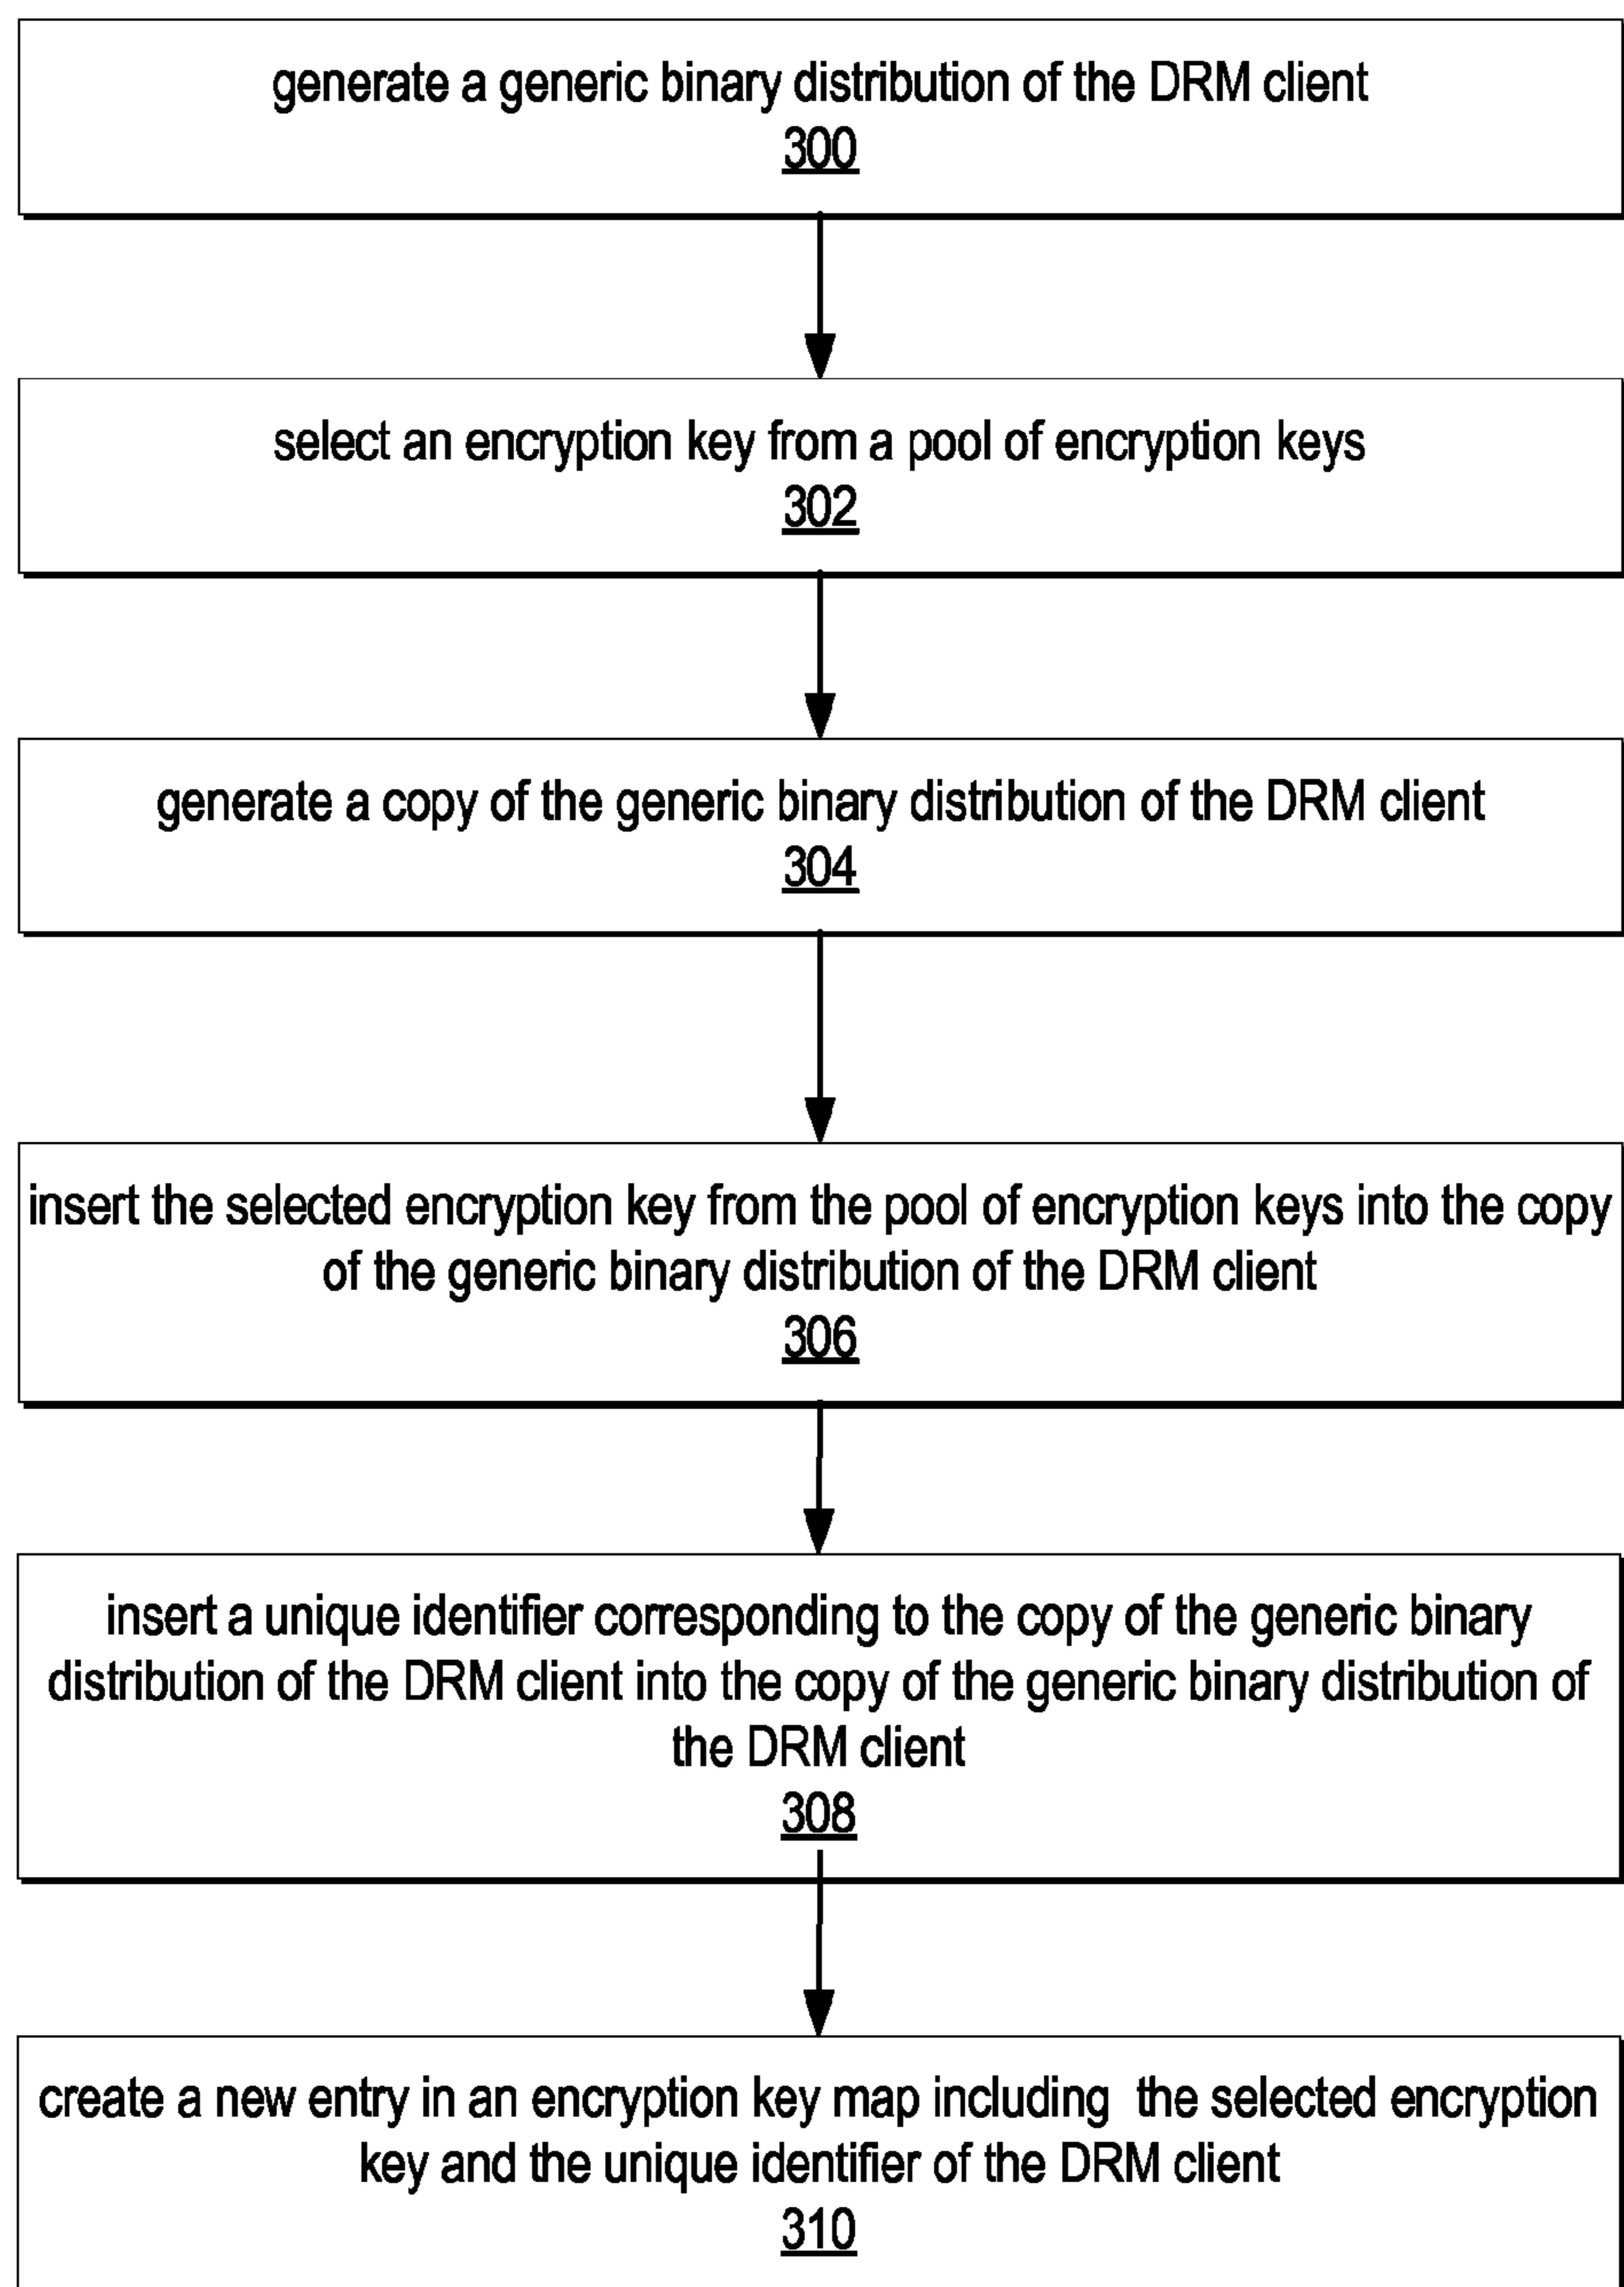 generate a generic binary distribution of the DRM client
300
select an encryption key from a pool of encryption keys
302
generate a copy of the generic binary distribution of the DRM client
304
insert the selected encryption key from the pool of encryption keys into the copy
of the generic binary distribution of the DRM client
306
insert a unique identifier corresponding to the copy of the generic binary
distribution of the DRM client into the copy of the generic binary distribution of
the DRM client
308
create a new entry in an encryption key map including the selected encryption
key and the unique identifier of the DRM client
310